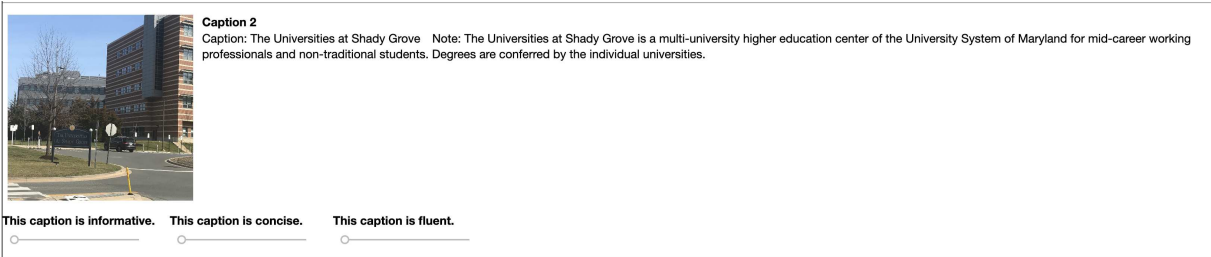 Caption 2
Caption: The Universities at Shady Grove Note: The Universities at Shady Grove is a multi-university higher education center of the University System of Maryland for mid-career working
professionals and non-traditional students. Degrees are conferred by the individual universities.
This caption is informative. This caption is concise. This caption is fluent.